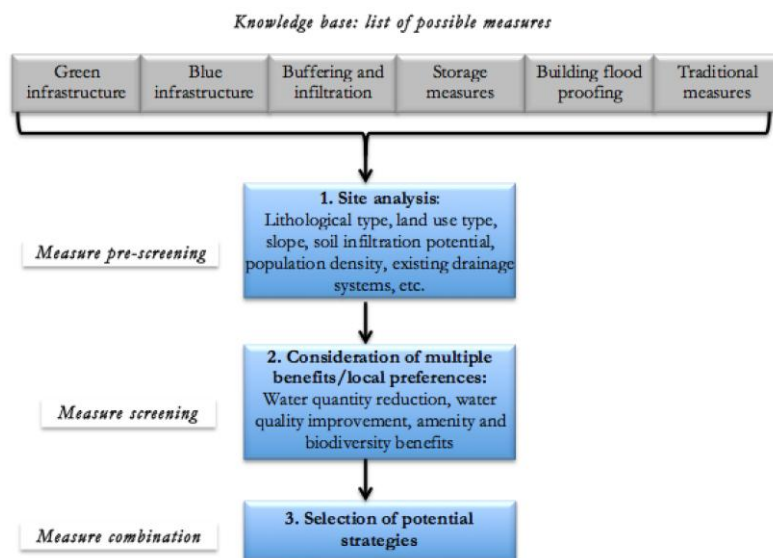 Knowledge base: list of possible measures
Green
infrastructure
Blue
infrastructure
Buffering and
infiltration
Storage
measures
Building flood
proofing
Traditional
measures
1. Site analysis:
Lithological type, land use type,
slope, soil infiltration potential,
population density, existing drainage
systems, etc.
Measure pre-screening
2. Consideration of multiple
benefits/local preferences:
Water quantity reduction, water
quality improvement, amenity and
biodiversity benefits
Measure screening
3. Selection of potential
strategies
Measure combination